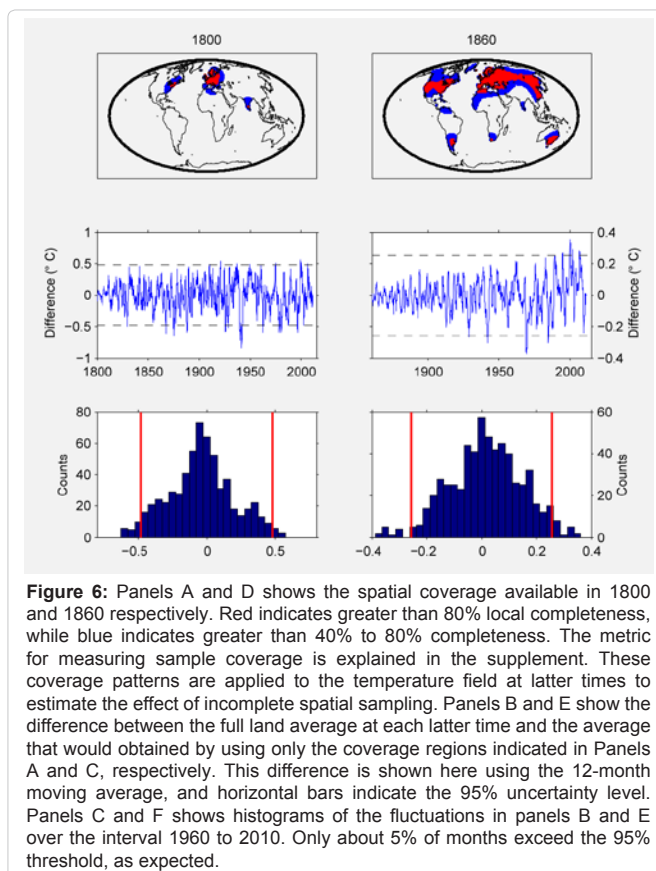 1800
1860
Difference (° C)
1
0.5
0
−0.5
−1
1800
1850
1900
1950
2000
0.4
0.2
0
−0.2
−0.4
Difference (° C)
1900
1950
2000
Counts
80
60
40
20
0
−0.5
0
0.5
60
40
20
0
Counts
−0.4
−0.2
0
0.2
0.4
Figure 6: Panels A and D shows the spatial coverage available in 1800
and 1860 respectively. Red indicates greater than 80% local completeness,
while blue indicates greater than 40% to 80% completeness. The metric
for measuring sample coverage is explained in the supplement. These
coverage patterns are applied to the temperature field at latter times to
estimate the effect of incomplete spatial sampling. Panels B and E show the
difference between the full land average at each latter time and the average
that would obtained by using only the coverage regions indicated in Panels
A and C, respectively. This difference is shown here using the 12-month
moving average, and horizontal bars indicate the 95% uncertainty level.
Panels C and F shows histograms of the fluctuations in panels B and E
over the interval 1960 to 2010. Only about 5% of months exceed the 95%
threshold, as expected.